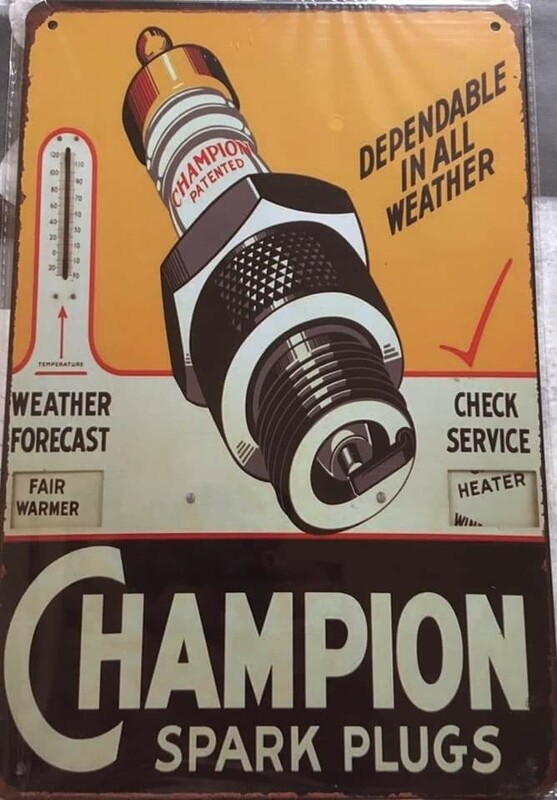 DEPENDABLE
IN ALL
WEATHER
CHAMPION
PATENTED
TEMPERATURE
WEATHER
FORECAST
FAIR
WARMER
CHECK
SERVICE
HEATER
CHAMPION
SPARK PLUGS